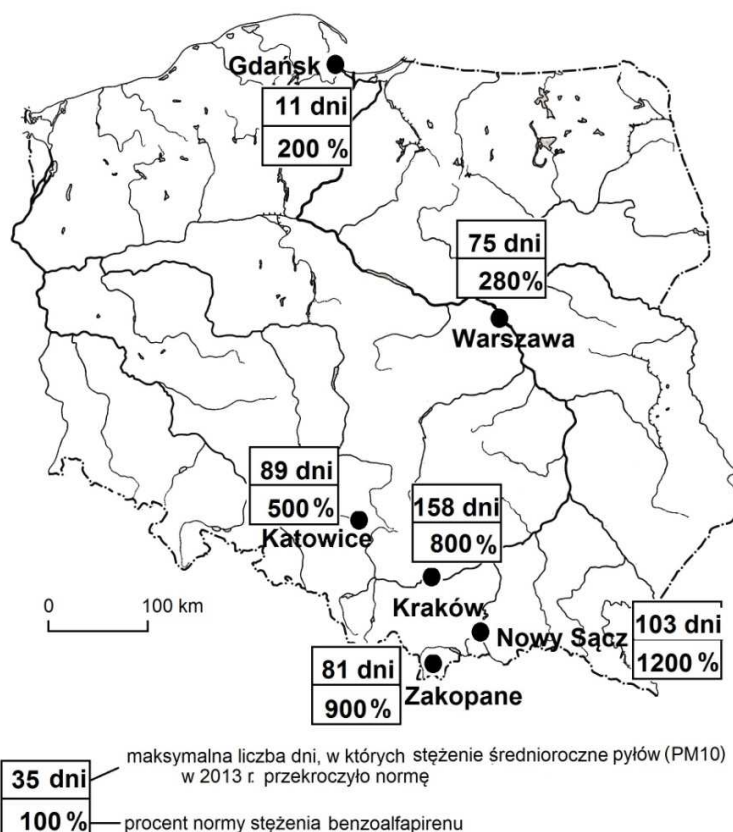 Gdańsk
11 dni
200 %
75 dni
280%
Warszawa
89 dni
500 %
Katowice
158 dni
800%
Kraków
0 100 km
Nowy Sącz
103 dni
1200 %
81 dni
900 %
Zakopane
35 dni
100 %
maksymalna liczba dni, w których stężenie średnioroczne pyłów (PM10)
w 2013 r. przekroczyło normę
procent normy stężenia benzoalfapirenu